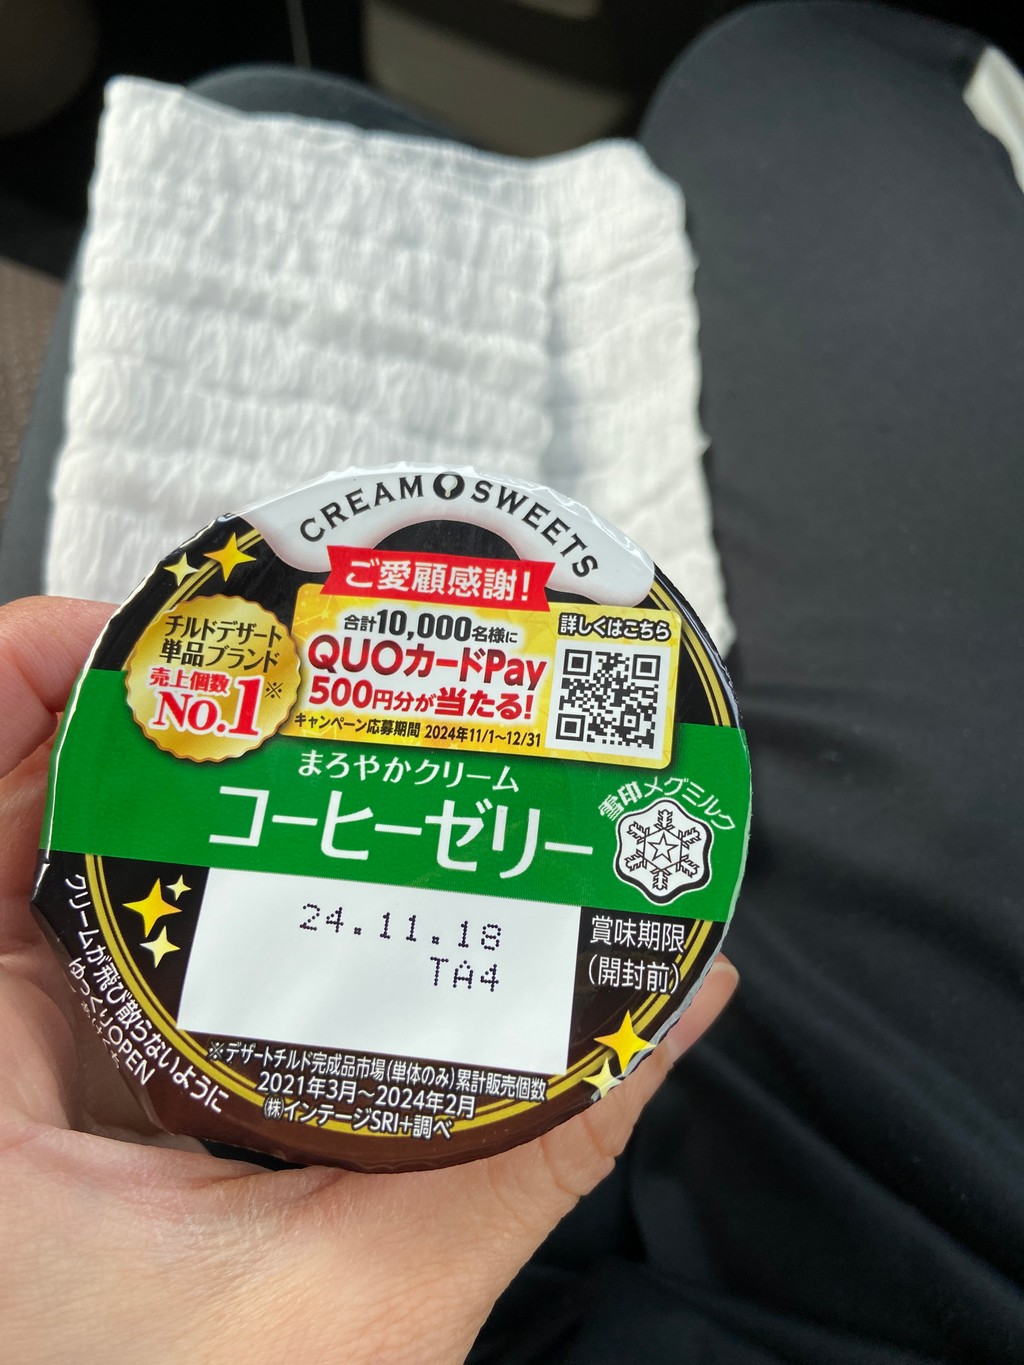 CREAM SWEETS
ご愛顧感謝!
チルドデザート
単品ブランド
売上個数
No.1※
合計10,000名様に
QUOカードPay
500円分が当たる!
キャンペーン応募期間 2024年11/1~12/31
詳しくはこちら
まろやかクリーム
コーヒーゼリー
雪印メグミルク
24.11.18
TA4
賞味期限
(開封前)
クリームが飛び散らないように
ゆっくりOPEN
※デザートチルド完成品市場(単体のみ)累計販売個数
2021年3月~2024年2月
㈱インテージSRI+調べ